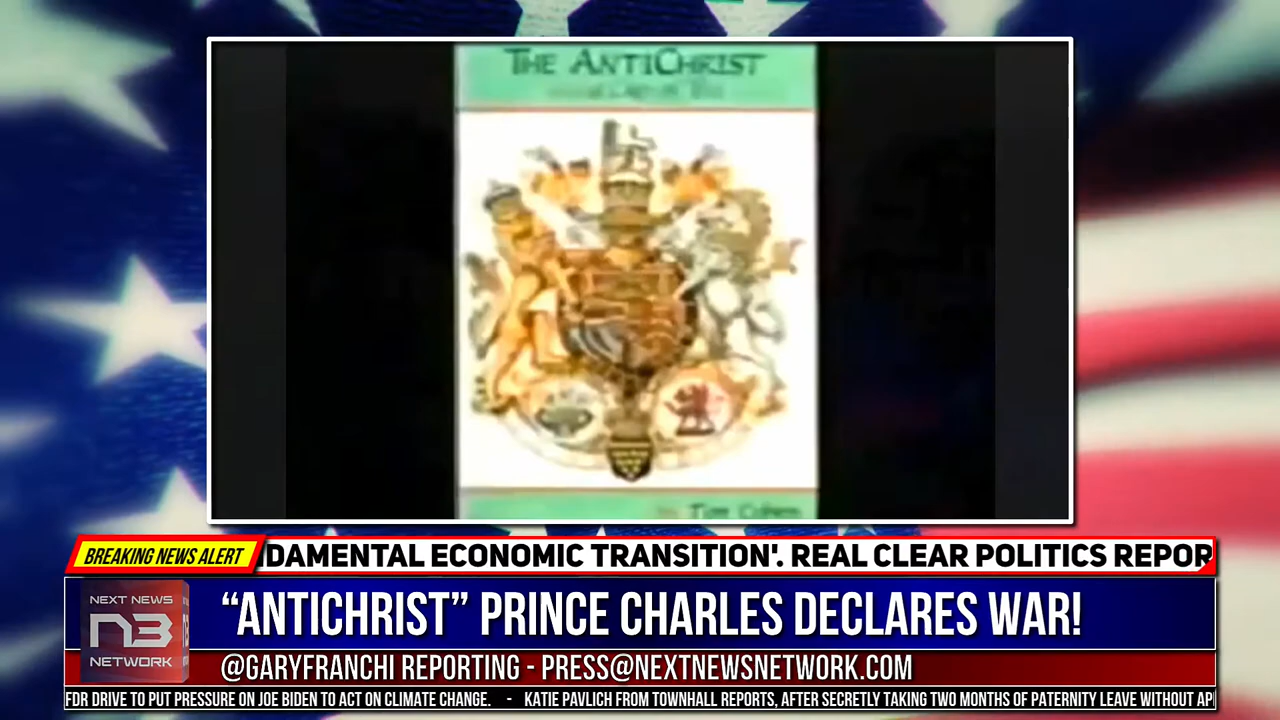 THE ANTICHRIST
by Tim Cohen
BREAKING NEWS ALERT
DAMENTAL ECONOMIC TRANSITION'. REAL CLEAR POLITICS REPOR
NEXT NEWS
NETWORK
“ANTICHRIST” PRINCE CHARLES DECLARES WAR!
@GARYFRANCHI REPORTING - PRESS@NEXTNEWSNETWORK.COM
FDR DRIVE TO PUT PRESSURE ON JOE BIDEN TO ACT ON CLIMATE CHANGE. - KATIE PAVLICH FROM TOWNHALL REPORTS, AFTER SECRETLY TAKING TWO MONTHS OF PATERNITY LEAVE WITHOUT AP